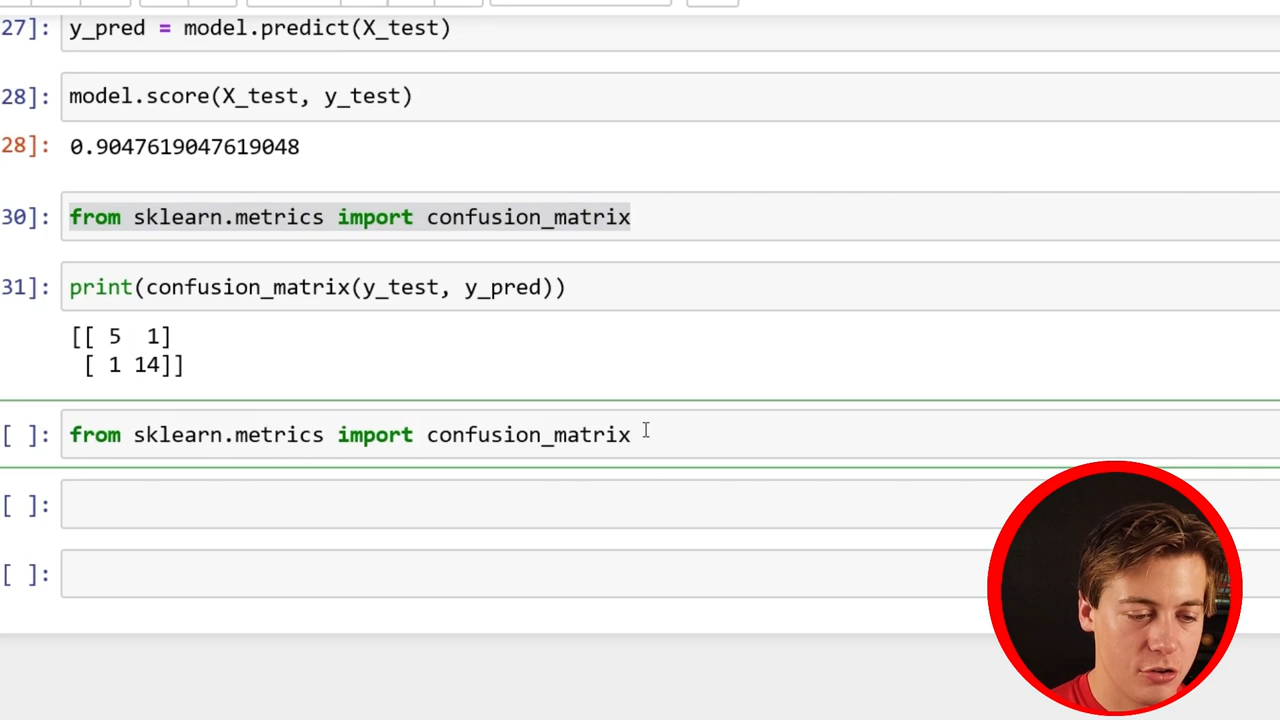 27]: y_pred = model.predict(X_test)
28]: model.score(X_test, y_test)
28]: 0.9047619047619048
30]: from sklearn.metrics import confusion_matrix
31]: print(confusion_matrix(y_test, y_pred))
[[ 5  1]
 [ 1 14]]
[ ]: from sklearn.metrics import confusion_matrix
[ ]:
[ ]: